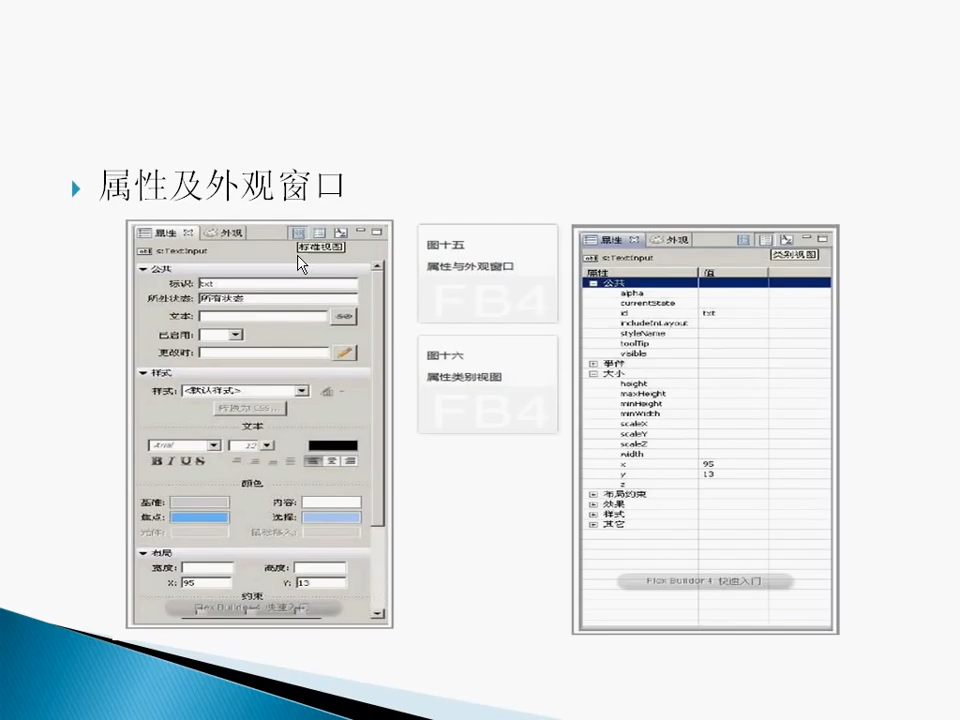 属性及外观窗口
属性 外观
标准视图
s:TextInput
公共
标识: txt
所处状态: 所有状态
文本:
已启用:
更改时:
样式
样式: <默认样式>
转换为 CSS...
文本
Arial 12
B I U S
颜色
基准: 内容:
焦点: 选择:
布局
宽度: 高度:
X: 95 Y: 13
约束
Flex Builder 4 快速入门
图十五
属性与外观窗口
FB4
图十六
属性类别视图
FB4
属性 外观
类别视图
s:TextInput
属性 值
公共
alpha
currentState
id txt
includeInLayout
styleName
toolTip
visible
事件
大小
height
maxHeight
minHeight
minWidth
scaleX
scaleY
scaleZ
width
x 95
y 13
z
布局约束
效果
样式
其它
Flex Builder 4 快速入门